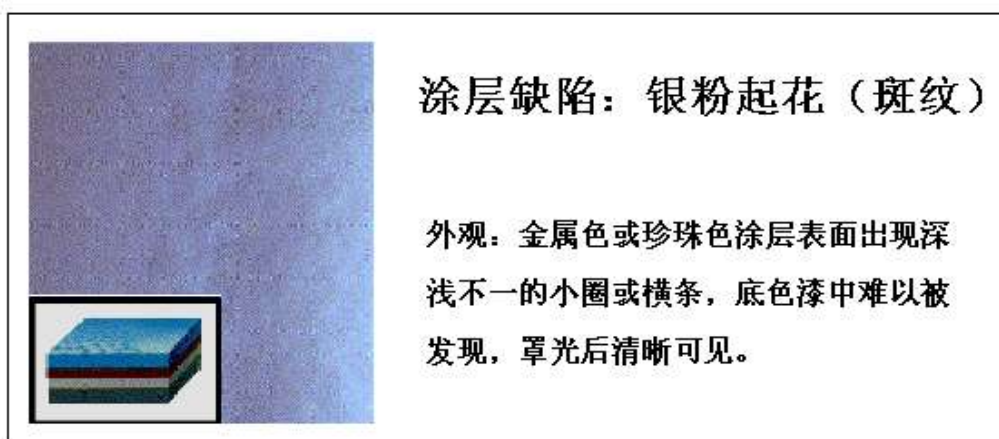 涂层缺陷：银粉起花（斑纹）
外观：金属色或珍珠色涂层表面出现深
浅不一的小圈或横条，底色漆中难以被
发现，罩光后清晰可见。